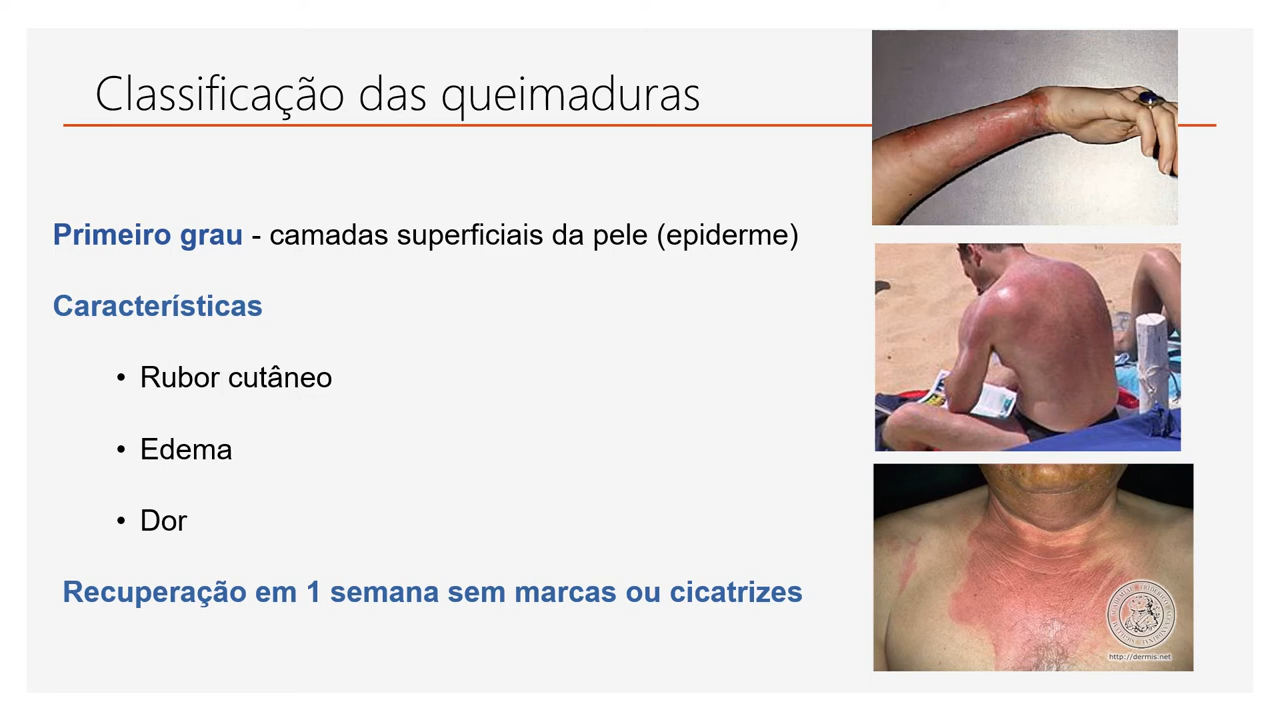 Classificação das queimaduras
Primeiro grau - camadas superficiais da pele (epiderme)
Características
• Rubor cutâneo
• Edema
• Dor
Recuperação em 1 semana sem marcas ou cicatrizes
http://dermis.net